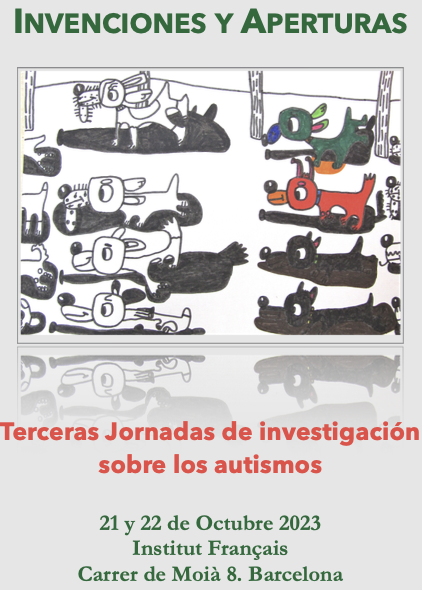 INVENCIONES Y APERTURAS
Terceras Jornadas de investigación
sobre los autismos
21 y 22 de Octubre 2023
Institut Français
Carrer de Moià 8. Barcelona